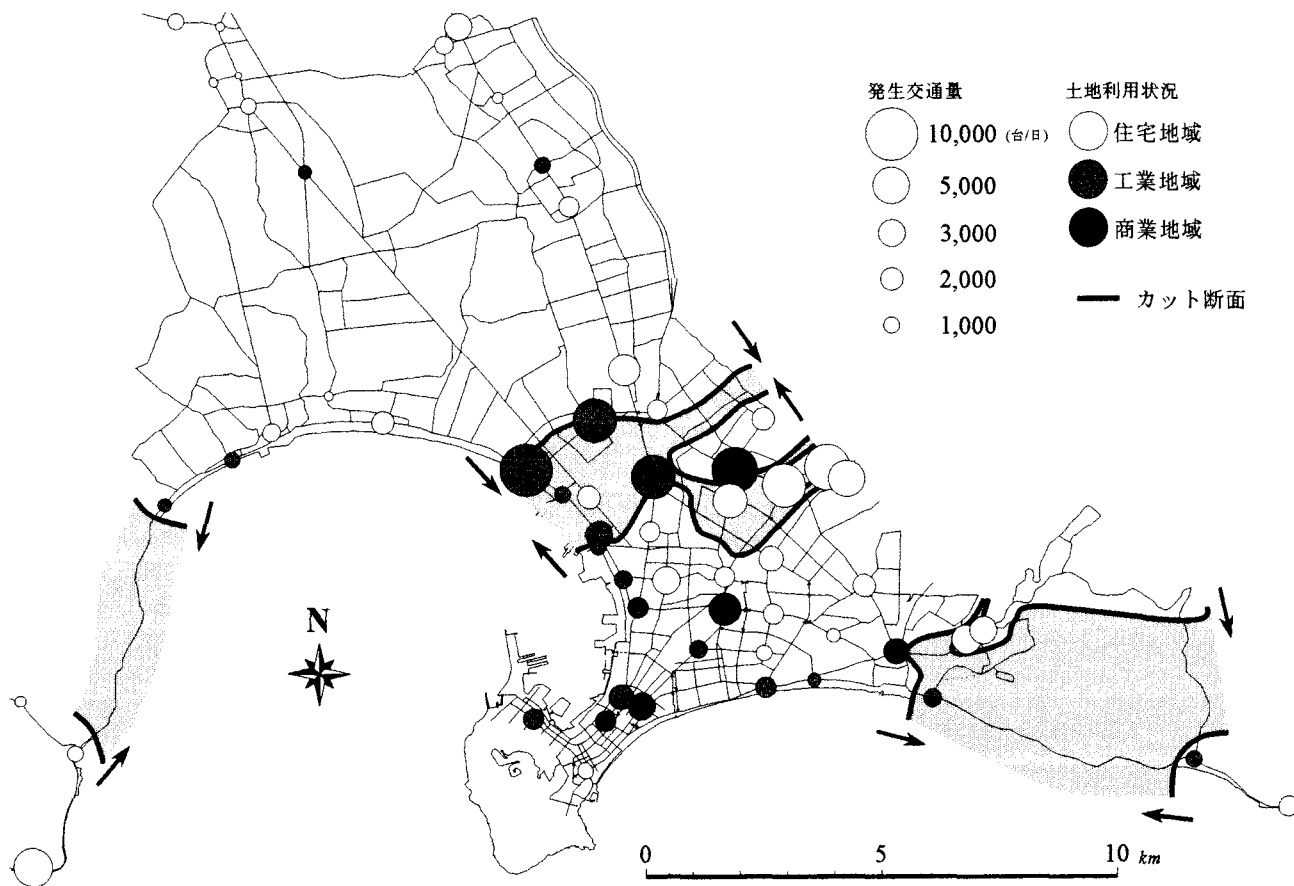 発生交通量
10,000 (台/日)
5,000
3,000
2,000
1,000
土地利用状況
住宅地域
工業地域
商業地域
カット断面
N
0 5 10 km